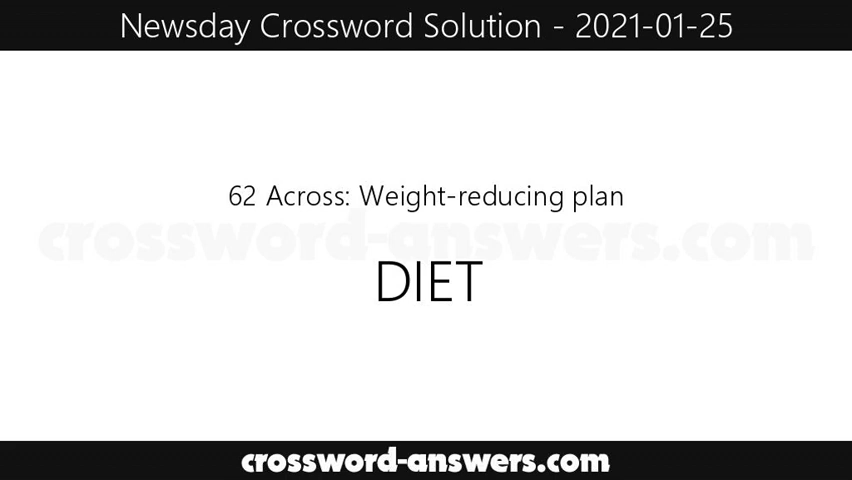 Newsday Crossword Solution - 2021-01-25
62 Across: Weight-reducing plan
crossword-answers.com
DIET
crossword-answers.com